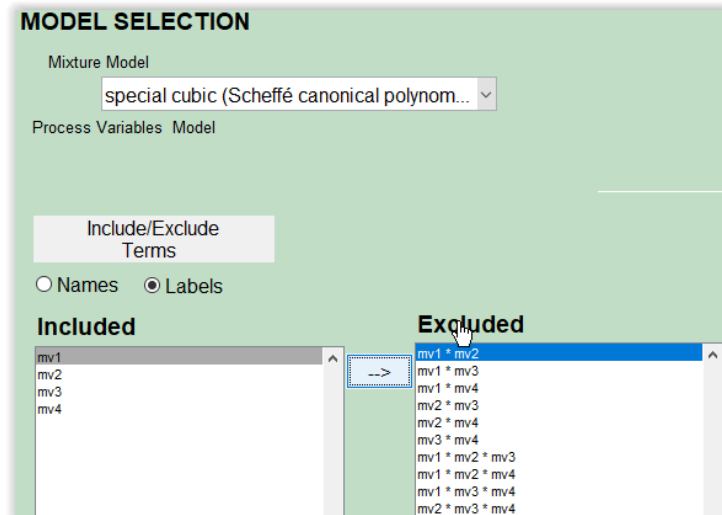 MODEL SELECTION
Mixture Model
special cubic (Scheffé canonical polynom...
Process Variables Model
Include/Exclude
Terms
Names Labels
Included
Excluded
mv1
mv2
mv3
mv4
-->
mv1 * mv2
mv1 * mv3
mv1 * mv4
mv2 * mv3
mv2 * mv4
mv3 * mv4
mv1 * mv2 * mv3
mv1 * mv2 * mv4
mv1 * mv3 * mv4
mv2 * mv3 * mv4